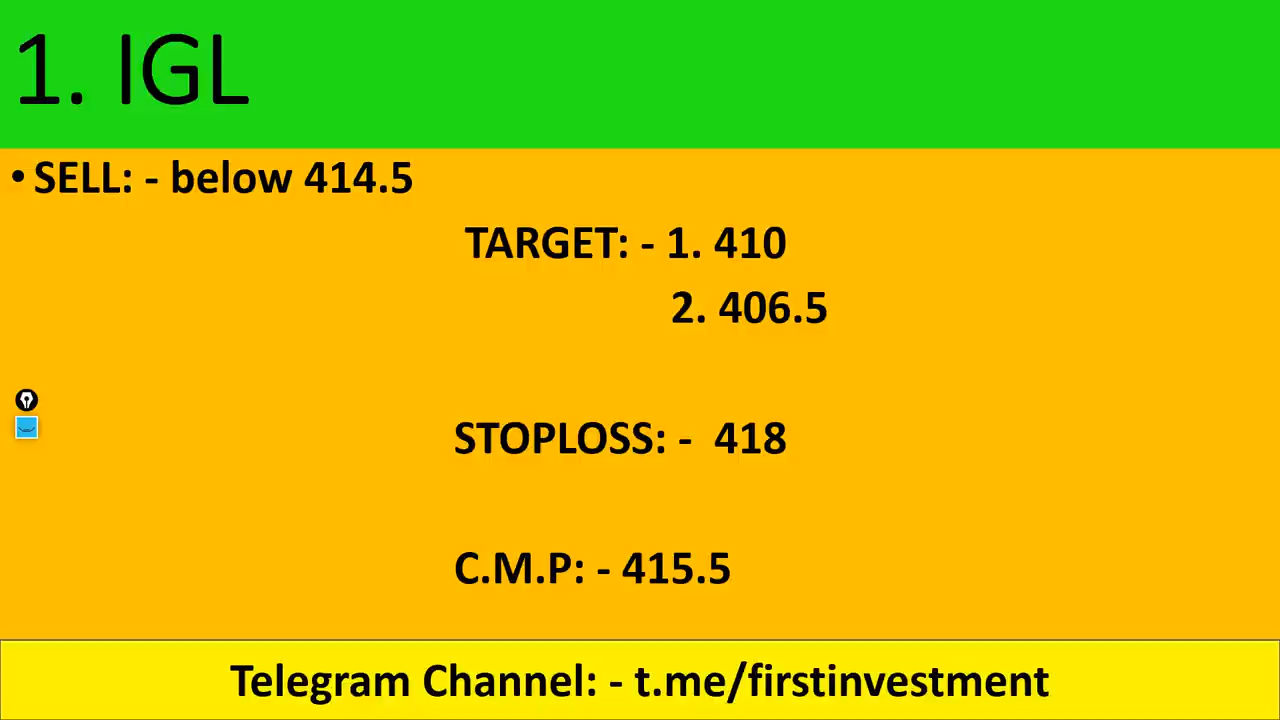 1. IGL
• SELL: - below 414.5
TARGET: - 1. 410
2. 406.5
STOPLOSS: - 418
C.M.P: - 415.5
Telegram Channel: - t.me/firstinvestment